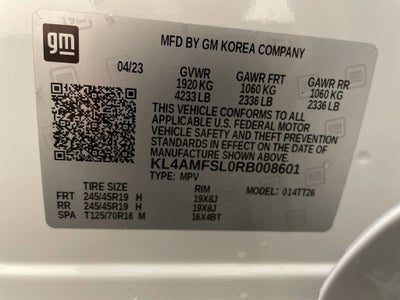 gm
MFD BY GM KOREA COMPANY
04/23 GVWR GAWR FRT GAWR RR
1920 KG 1060 KG 1060 KG
4233 LB 2336 LB 2336 LB
THIS VEHICLE CONFORMS TO ALL
APPLICABLE U.S. FEDERAL MOTOR
VEHICLE SAFETY AND THEFT PREVENTION
STANDARDS IN EFFECT ON THE DATE OF
MANUFACTURE SHOWN ABOVE.
KL4AMFSL0RB008601
TYPE: MPV
TIRE SIZE RIM MODEL: 014TT26
FRT 245/45R19 H 19X8J
RR 245/45R19 H 19X8J
SPA T125/70R16 M 16X4BT